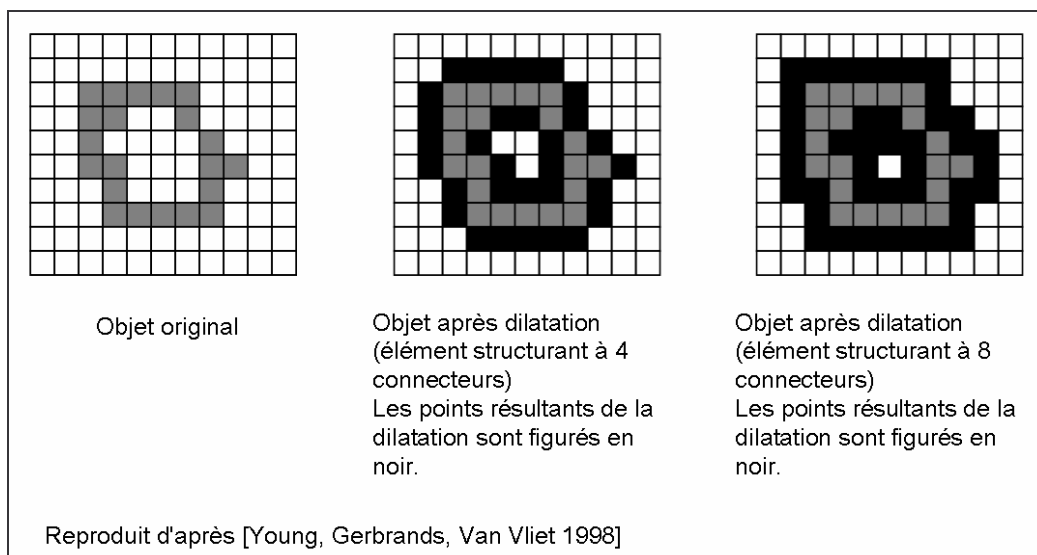 Objet original
Objet après dilatation
(élément structurant à 4
connecteurs)
Les points résultants de la
dilatation sont figurés en
noir.
Objet après dilatation
(élément structurant à 8
connecteurs)
Les points résultants de la
dilatation sont figurés en
noir.
Reproduit d'après [Young, Gerbrands, Van Vliet 1998]